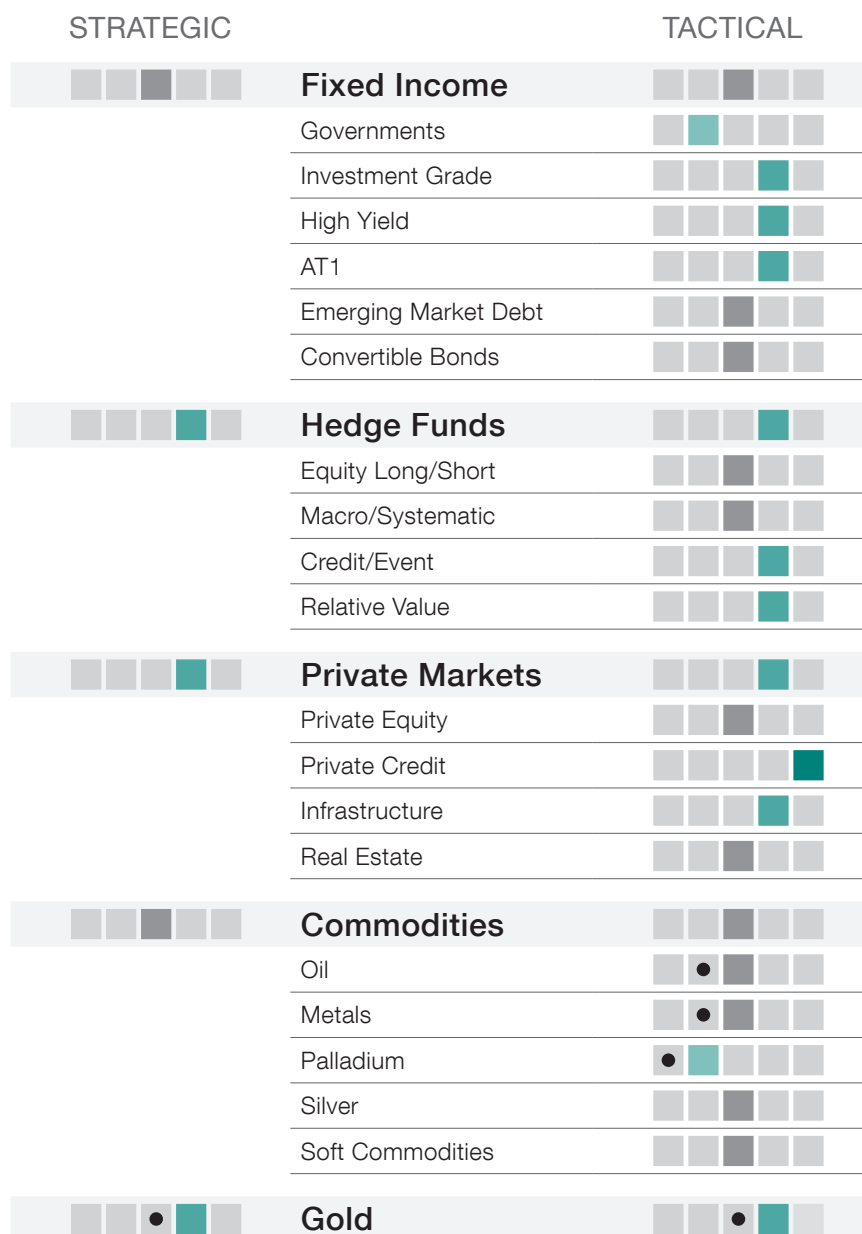 STRATEGIC TACTICAL
Fixed Income
Governments
Investment Grade
High Yield
AT1
Emerging Market Debt
Convertible Bonds
Hedge Funds
Equity Long/Short
Macro/Systematic
Credit/Event
Relative Value
Private Markets
Private Equity
Private Credit
Infrastructure
Real Estate
Commodities
Oil
Metals
Palladium
Silver
Soft Commodities
Gold